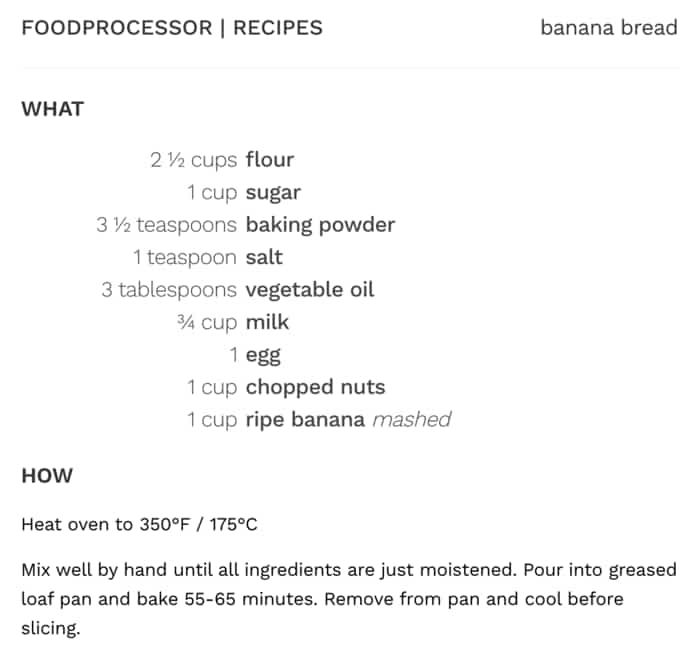 FOODPROCESSOR | RECIPES banana bread
WHAT
2 ½ cups flour
1 cup sugar
3 ½ teaspoons baking powder
1 teaspoon salt
3 tablespoons vegetable oil
¾ cup milk
1 egg
1 cup chopped nuts
1 cup ripe banana mashed
HOW
Heat oven to 350°F / 175°C
Mix well by hand until all ingredients are just moistened. Pour into greased
loaf pan and bake 55-65 minutes. Remove from pan and cool before
slicing.